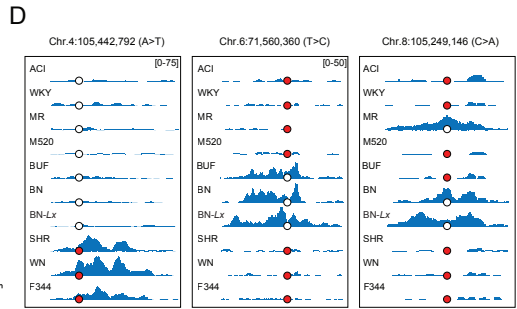 D
Chr.4:105,442,792 (A>T)
Chr.6:71,560,360 (T>C)
Chr.8:105,249,146 (C>A)
[0-75]
ACI
WKY
MR
M520
BUF
BN
BN-Lx
SHR
WN
F344
[0-50]
ACI
WKY
MR
M520
BUF
BN
BN-Lx
SHR
WN
F344
ACI
WKY
MR
M520
BUF
BN
BN-Lx
SHR
WN
F344